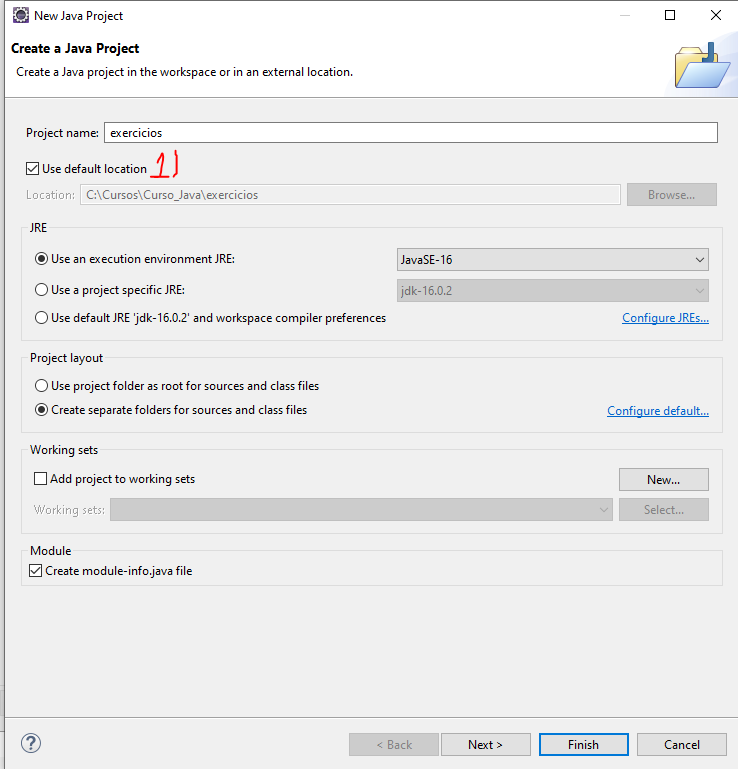 New Java Project
Create a Java Project
Create a Java project in the workspace or in an external location.
Project name: exercicios
Use default location 1)
Location: C:\Cursos\Curso_Java\exercicios Browse...
JRE
Use an execution environment JRE: JavaSE-16
Use a project specific JRE: jdk-16.0.2
Use default JRE 'jdk-16.0.2' and workspace compiler preferences Configure JREs...
Project layout
Use project folder as root for sources and class files
Create separate folders for sources and class files Configure default...
Working sets
Add project to working sets New...
Working sets: Select...
Module
Create module-info.java file
? < Back Next > Finish Cancel